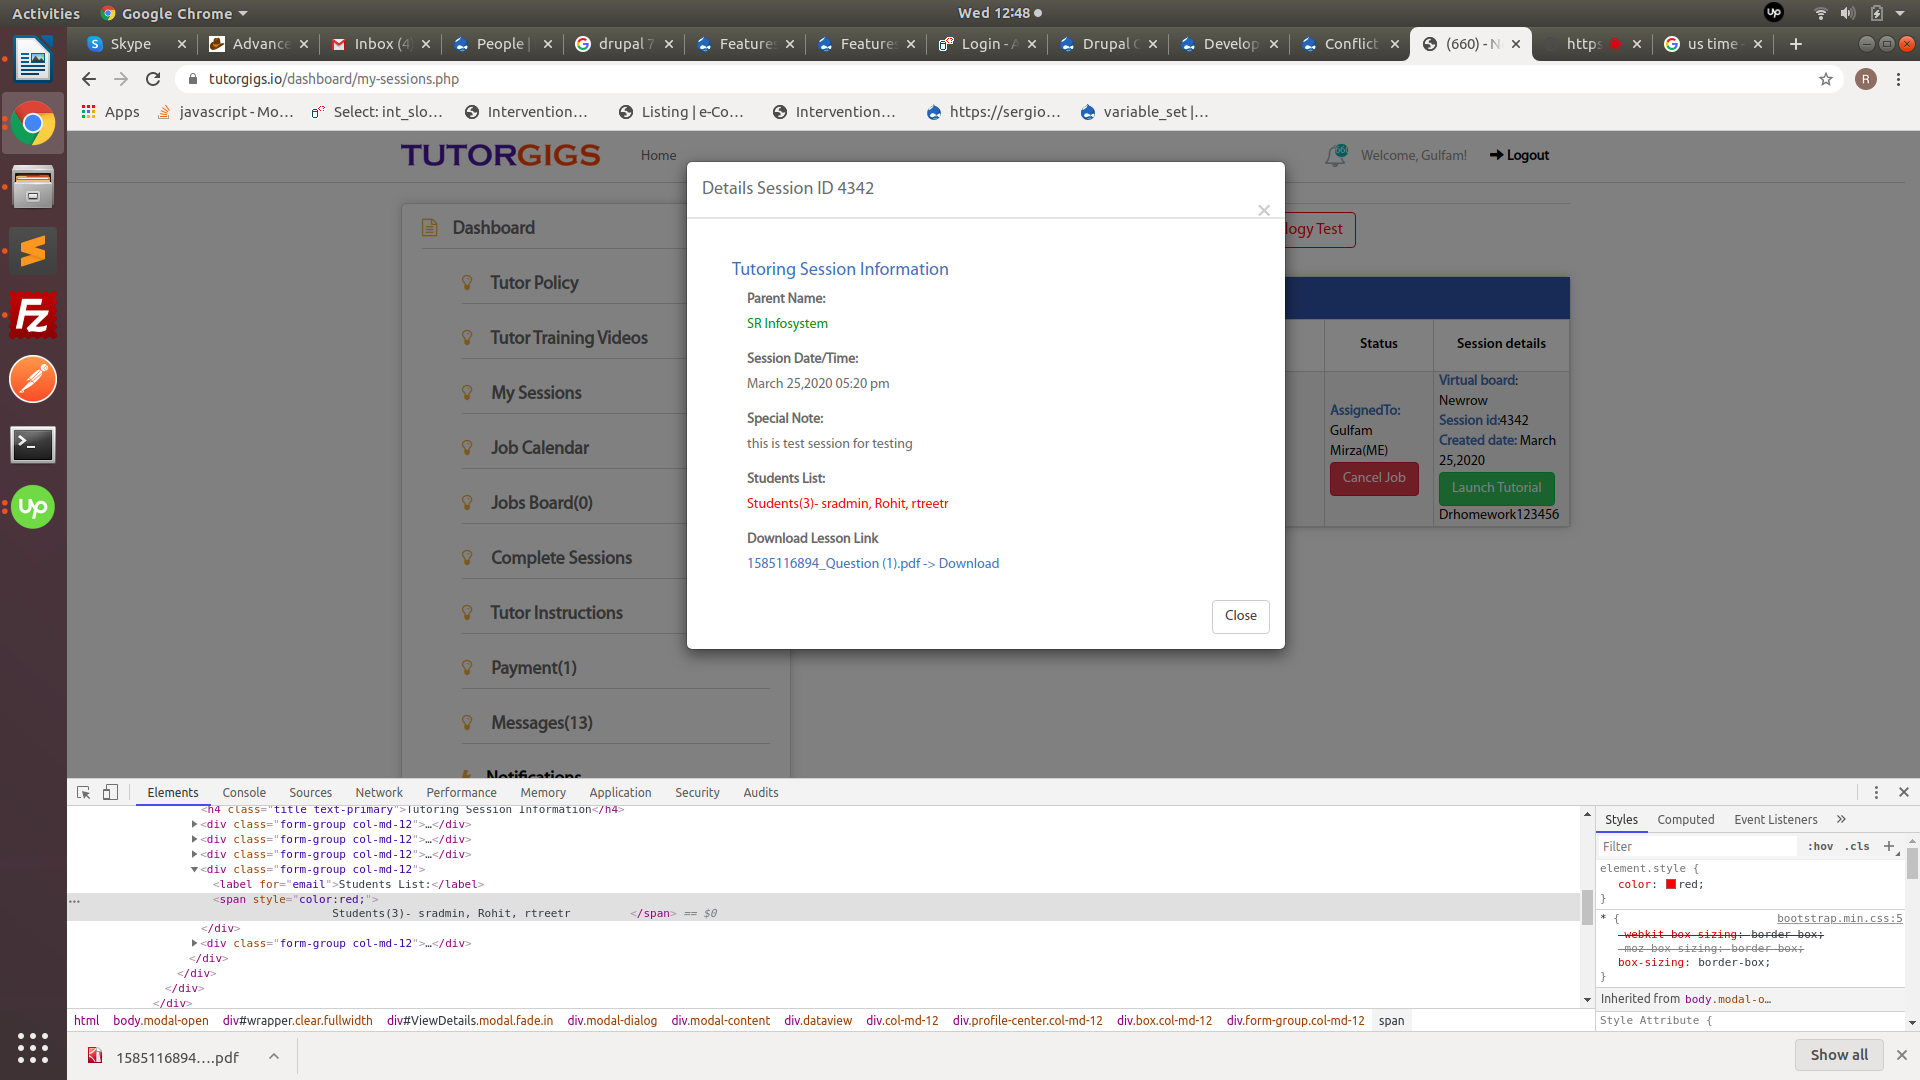 Activities Google Chrome Wed 12:48
Skype Advance Inbox (4 People | drupal 7 Features Features Login - A Drupal C Develop Conflict (660) - N https us time -
tutorgigs.io/dashboard/my-sessions.php R
Apps javascript - Mo... Select: int_slo... Intervention... Listing | e-Co... Intervention... https://sergio... variable_set |...
TUTORGIGS Home Welcome, Gulfam! Logout
Details Session ID 4342
×
Dashboard
logy Test
Tutor Policy
Tutor Training Videos
My Sessions
Job Calendar
Jobs Board(0)
Complete Sessions
Tutor Instructions
Payment(1)
Messages(13)
Notifications
Tutoring Session Information
Parent Name:
SR Infosystem
Session Date/Time:
March 25,2020 05:20 pm
Special Note:
this is test session for testing
Students List:
Students(3)- sradmin, Rohit, rtreetr
Download Lesson Link
1585116894_Question (1).pdf -> Download
Close
Status Session details
AssignedTo:
Gulfam
Mirza(ME)
Cancel Job
Virtual board:
Newrow
Session id:4342
Created date: March
25,2020
Launch Tutorial
Drhomework123456
Elements Console Sources Network Performance Memory Application Security Audits
<h4 class="title text-primary">Tutoring Session Information</h4>
<div class="form-group col-md-12">…</div>
<div class="form-group col-md-12">…</div>
<div class="form-group col-md-12">…</div>
<div class="form-group col-md-12">
<label for="email">Students List:</label>
<span style="color:red;">
Students(3)- sradmin, Rohit, rtreetr </span> == $0
</div>
<div class="form-group col-md-12">…</div>
</div>
</div>
</div>
</div>
html body.modal-open div#wrapper.clear.fullwidth div#ViewDetails.modal.fade.in div.modal-dialog div.modal-content div.dataview div.col-md-12 div.profile-center.col-md-12 div.box.col-md-12 div.form-group.col-md-12 span
Styles Computed Event Listeners »
Filter :hov .cls +
element.style {
color: red;
}
* { bootstrap.min.css:5
-webkit-box-sizing: border-box;
-moz-box-sizing: border-box;
box-sizing: border-box;
}
Inherited from body.modal-o…
Style Attribute {
1585116894....pdf Show all